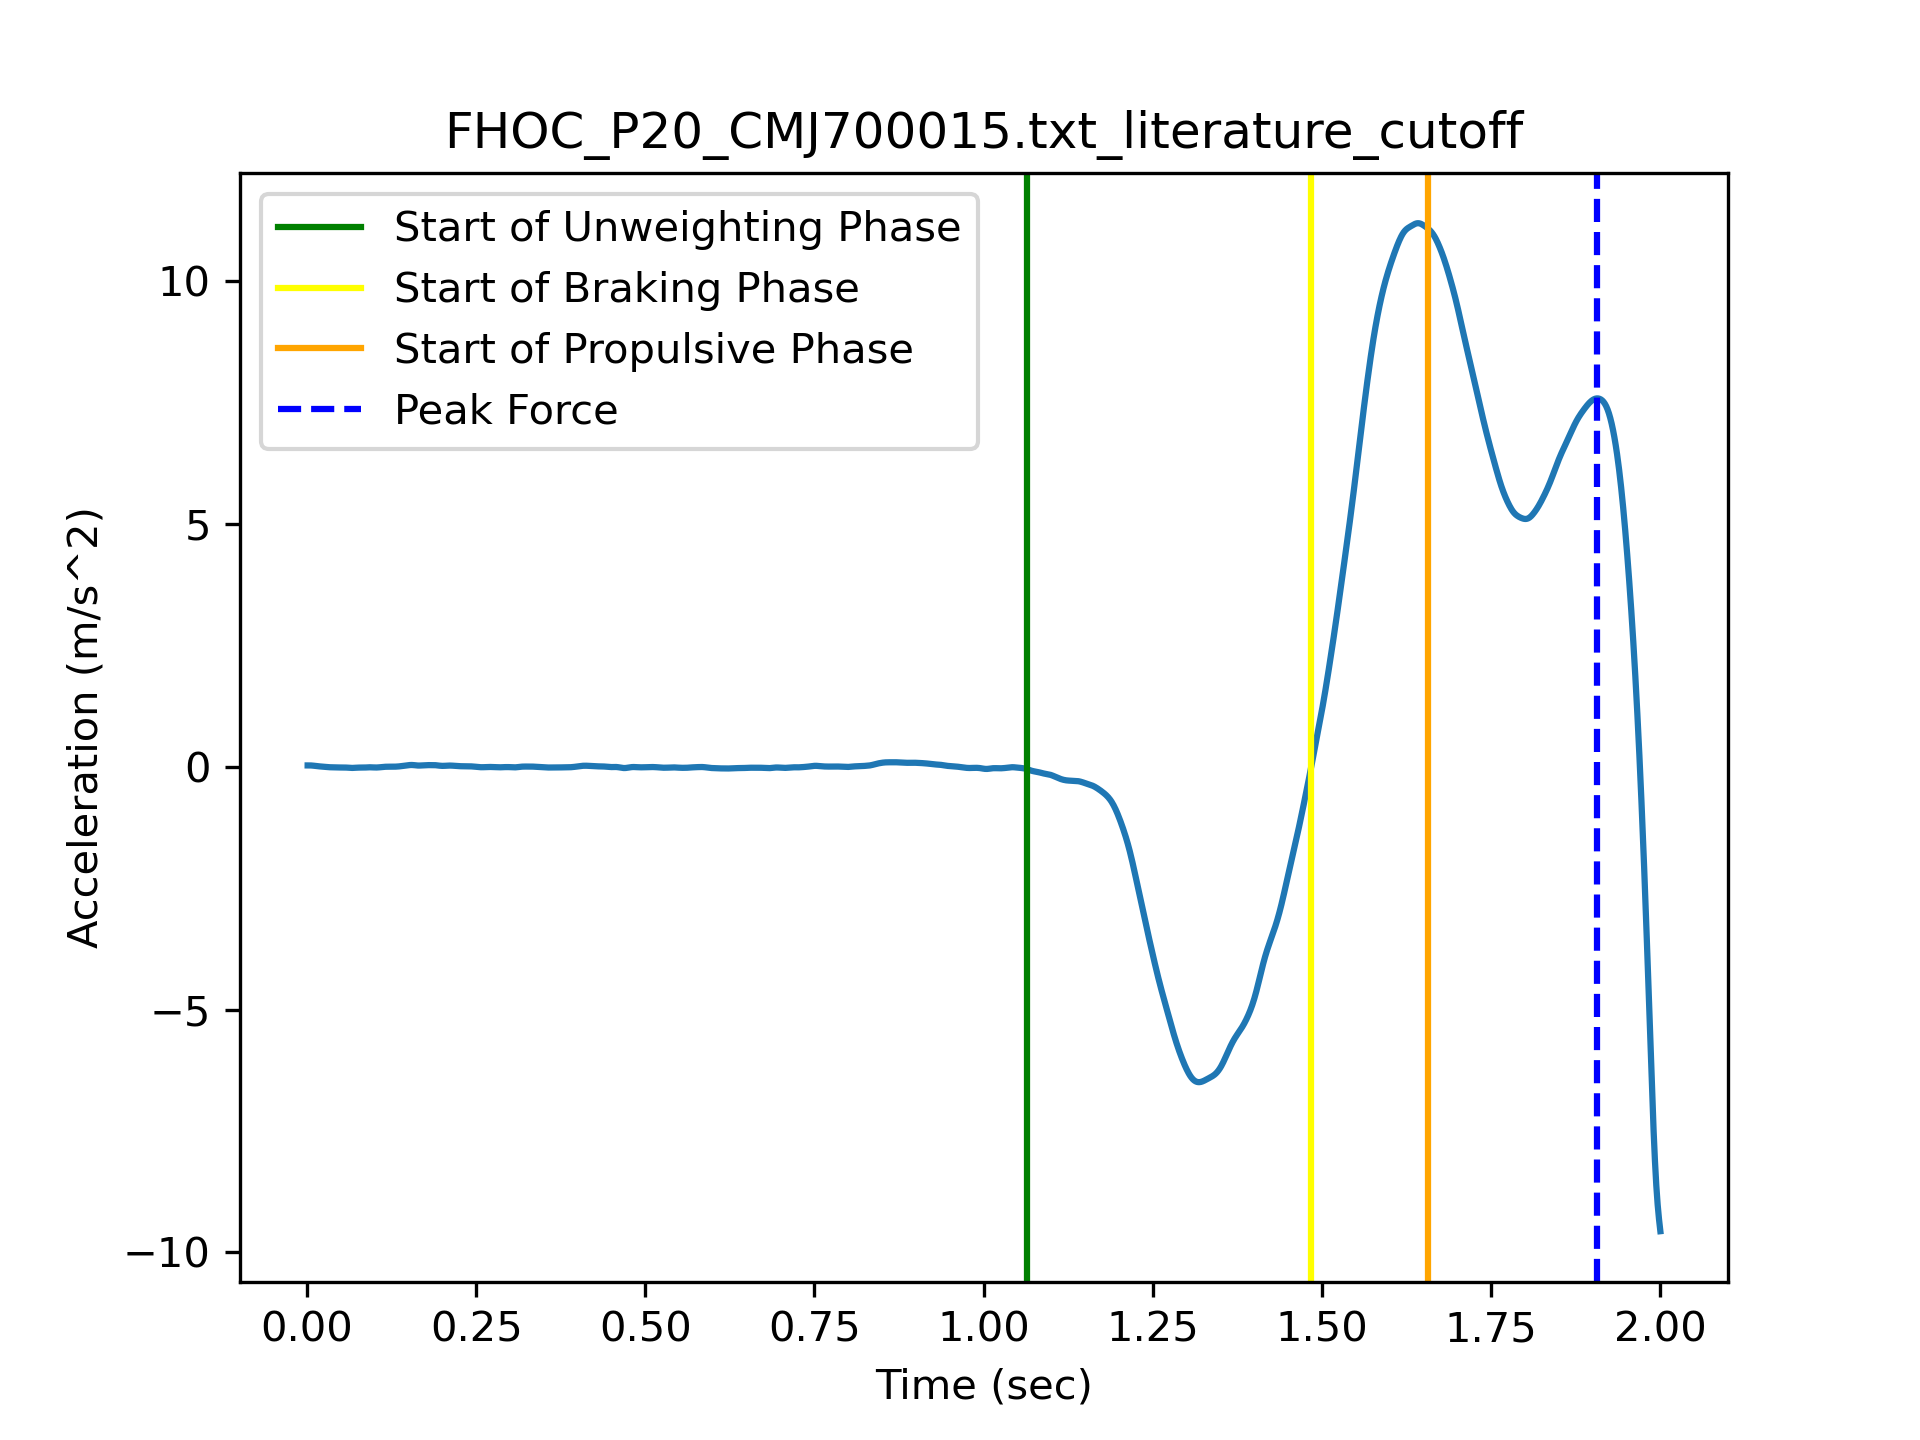 FHOC_P20_CMJ700015.txt_literature_cutoff
Start of Unweighting Phase
Start of Braking Phase
Start of Propulsive Phase
Peak Force
10
5
0
−5
−10
Acceleration (m/s^2)
0.00 0.25 0.50 0.75 1.00 1.25 1.50 1.75 2.00
Time (sec)